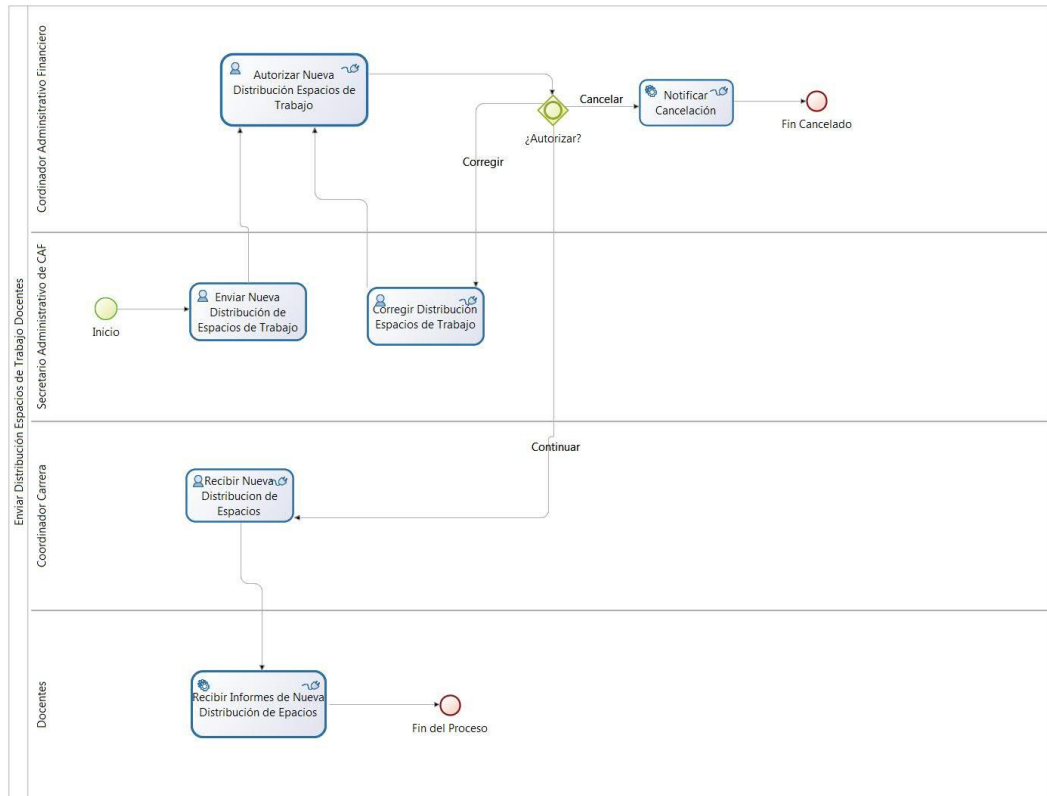 Enviar Distribución Espacios de Trabajo Docentes
Cordinador Adminsitrativo Financiero
Autorizar Nueva
Distribución Espacios de
Trabajo
¿Autorizar?
Cancelar
Notificar
Cancelación
Fin Cancelado
Corregir
Secretario Administrativo de CAF
Inicio
Enviar Nueva
Distribución de
Espacios de Trabajo
Corregir Distribución
Espacios de Trabajo
Continuar
Coordinador Carrera
Recibir Nueva
Distribucion de
Espacios
Docentes
Recibir Informes de Nueva
Distribución de Epacios
Fin del Proceso